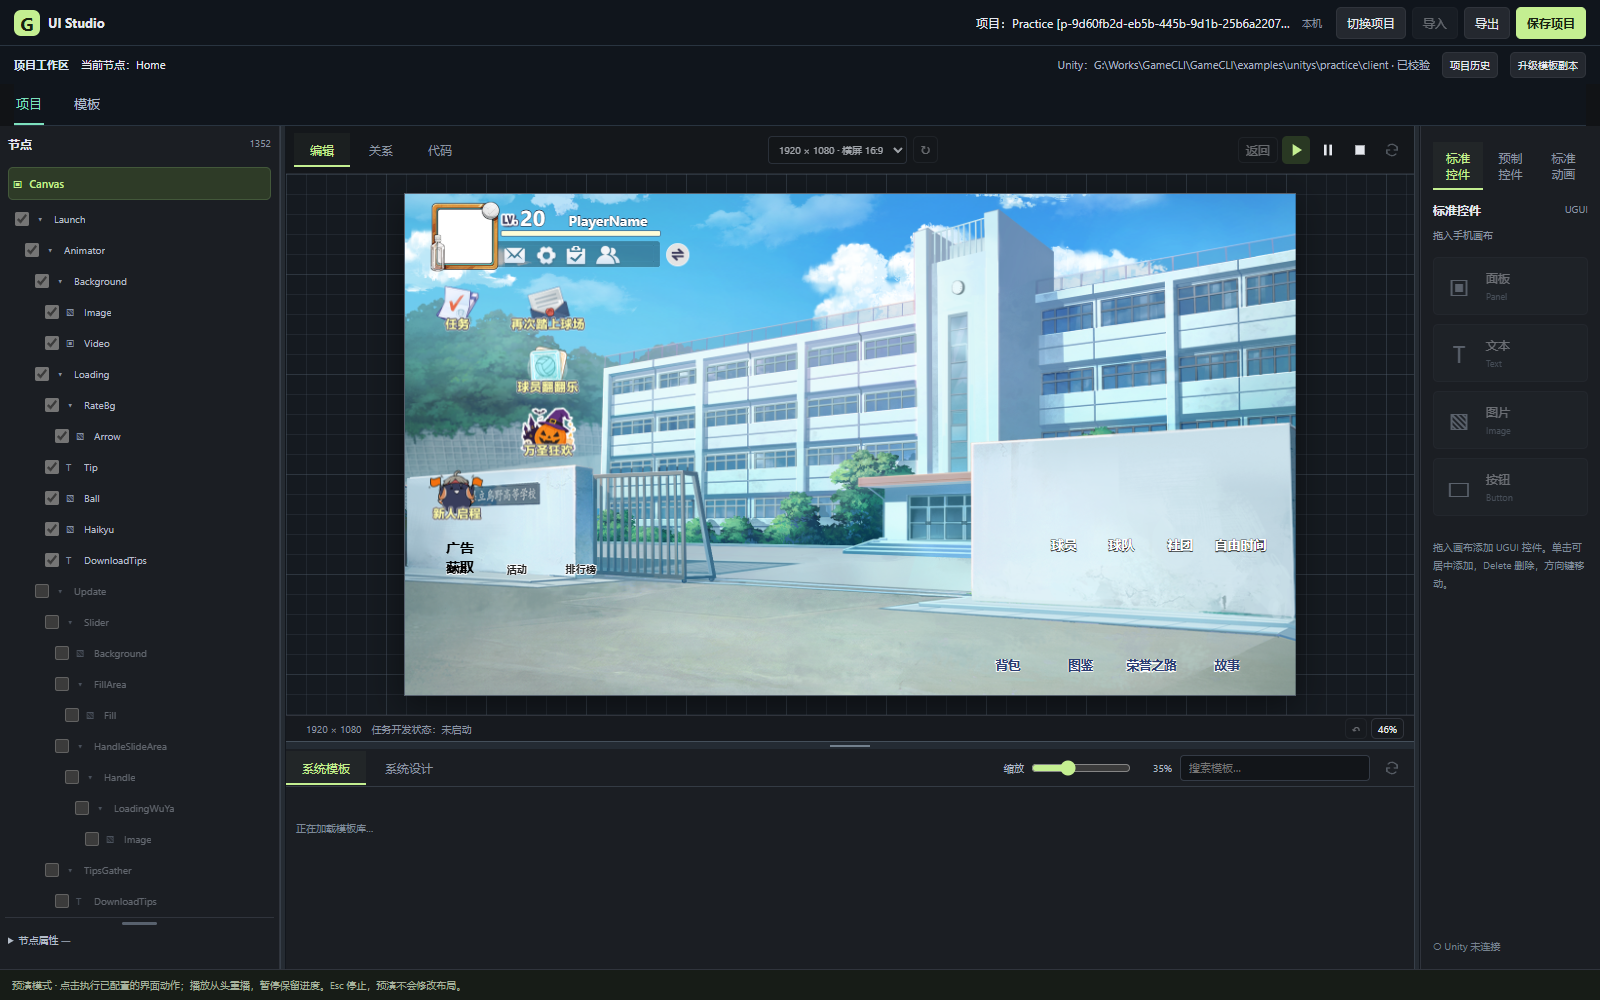 G UI Studio
项目： Practice [p-9d60fb2d-eb5b-445b-9d1b-25b6a2207... 本机 切换项目 导入 导出 保存项目
项目工作区 当前节点：Home
Unity：G:\Works\GameCLI\GameCLI\examples\unitys\practice\client · 已校验 项目历史 升级模板副本
项目 模板
节点 1352
Canvas
Launch
Animator
Background
Image
Video
Loading
RateBg
Arrow
Tip
Ball
Haikyu
DownloadTips
Update
Slider
Background
FillArea
Fill
HandleSlideArea
Handle
LoadingWuYa
Image
TipsGather
DownloadTips
节点属性 —
编辑 关系 代码
1920 × 1080 · 横屏 16:9
返回
LV.20 PlayerName
任务
再次踏上球场
球员翻翻乐
万圣狂欢
立乌野高等学校
新人启程
广告
获取
活动 排行榜
球员 球队 社团 自由时间
背包 图鉴 荣誉之路 故事
1920 × 1080 任务开发状态：未启动
46%
系统模板 系统设计
缩放 35% 搜索模板...
正在加载模板库...
标准控件 预制控件 标准动画
标准控件 UGUI
拖入手机画布
面板
Panel
文本
Text
图片
Image
按钮
Button
拖入画布添加 UGUI 控件。单击可
居中添加，Delete 删除，方向键移
动。
Unity 未连接
预演模式 · 点击执行已配置的界面动作；播放从头重播，暂停保留进度。Esc 停止，预演不会修改布局。